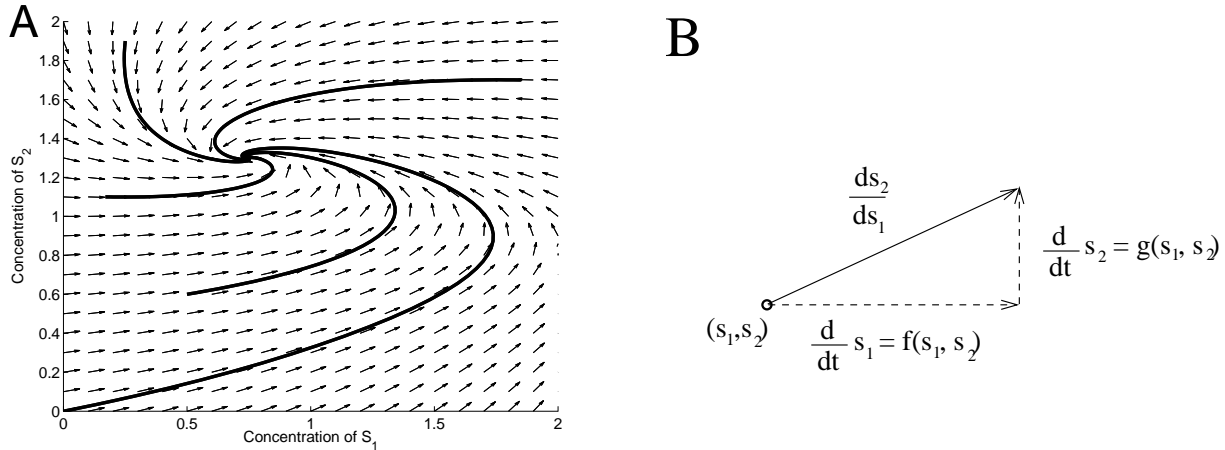 A
Concentration of S2
2
1.8
1.6
1.4
1.2
1
0.8
0.6
0.4
0.2
0
0 0.5 1 1.5 2
Concentration of S1
B
ds2
ds1
d
dt s2 = g(s1, s2)
(s1,s2)
d
dt s1 = f(s1, s2)